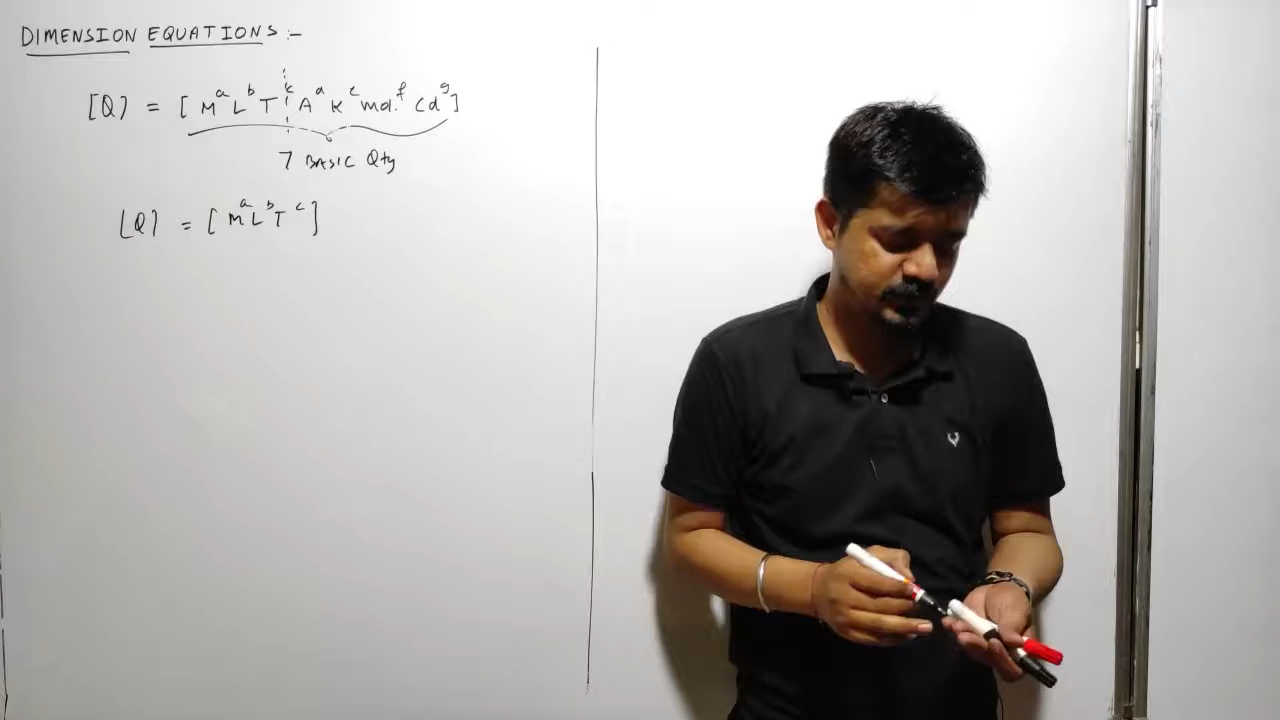 DIMENSION EQUATIONS :-
[Q] = [ M^a L^b T^c A^d K^e mol.^f Cd^g ]
7 BASIC Qty
[Q] = [ M^a L^b T^c ]